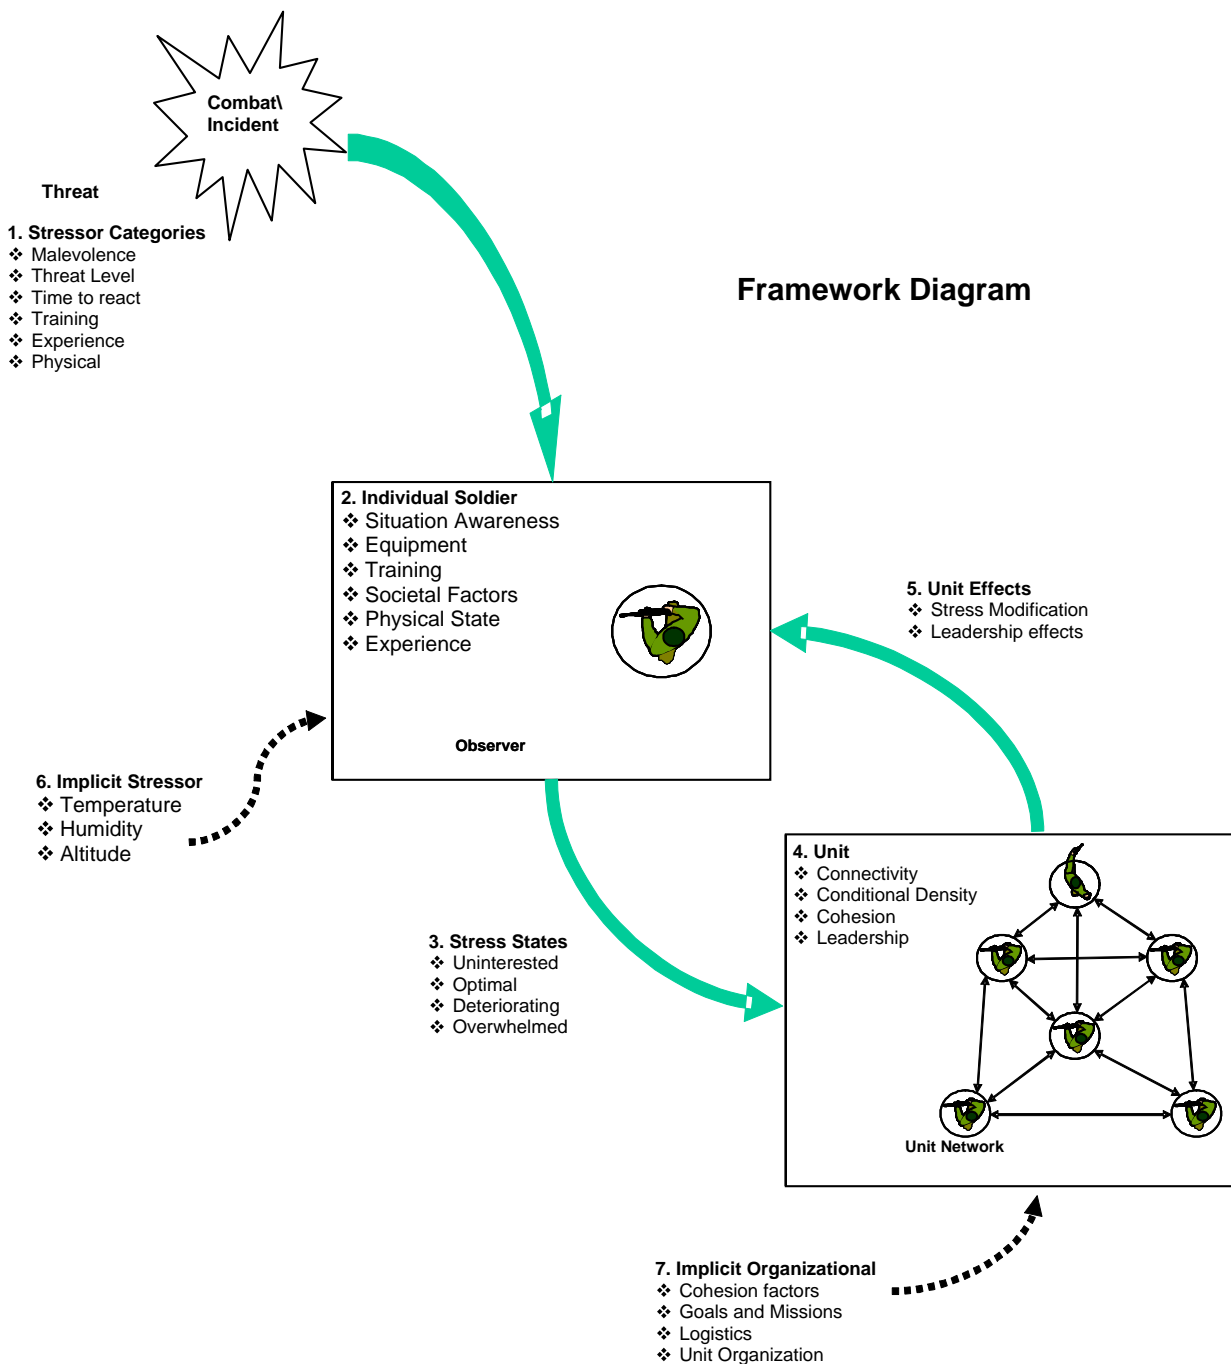 Combat\
Incident
Threat
1. Stressor Categories
❖ Malevolence
❖ Threat Level
❖ Time to react
❖ Training
❖ Experience
❖ Physical
Framework Diagram
2. Individual Soldier
❖ Situation Awareness
❖ Equipment
❖ Training
❖ Societal Factors
❖ Physical State
❖ Experience
Observer
5. Unit Effects
❖ Stress Modification
❖ Leadership effects
6. Implicit Stressor
❖ Temperature
❖ Humidity
❖ Altitude
3. Stress States
❖ Uninterested
❖ Optimal
❖ Deteriorating
❖ Overwhelmed
4. Unit
❖ Connectivity
❖ Conditional Density
❖ Cohesion
❖ Leadership
Unit Network
7. Implicit Organizational
❖ Cohesion factors
❖ Goals and Missions
❖ Logistics
❖ Unit Organization